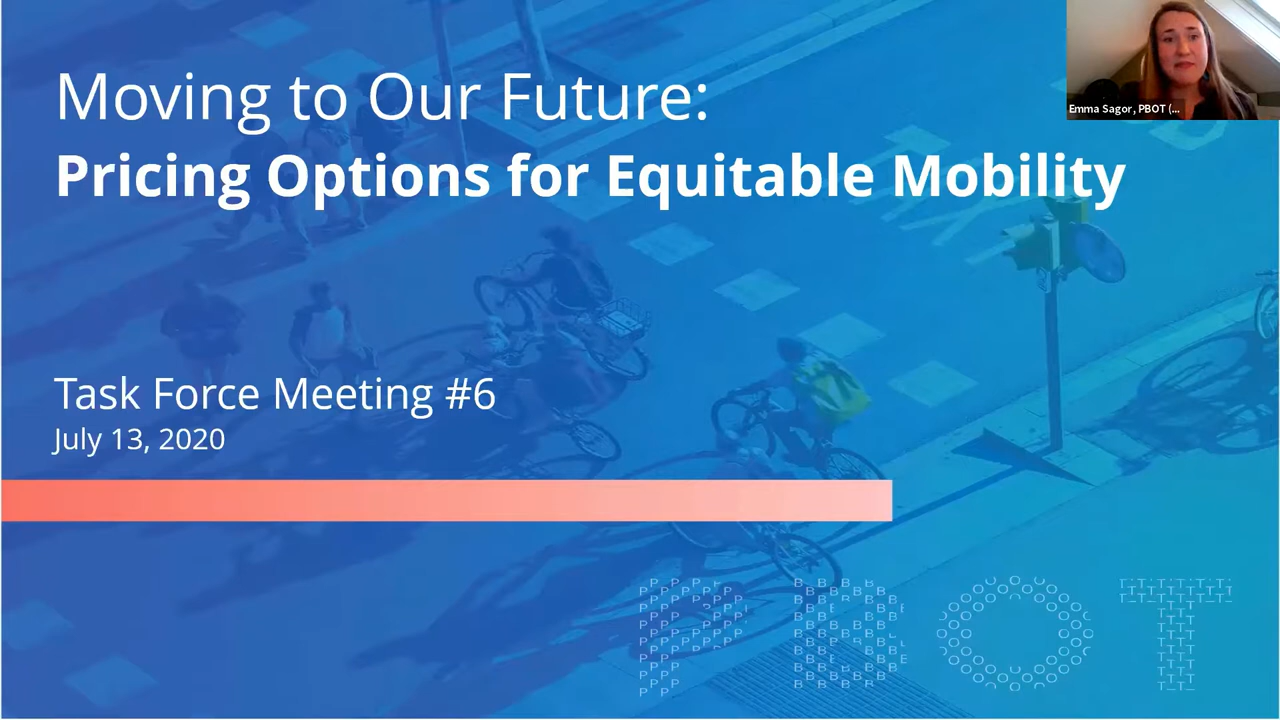 Moving to Our Future:
Pricing Options for Equitable Mobility
Emma Sagor, PBOT (...
Task Force Meeting #6
July 13, 2020
PBOT